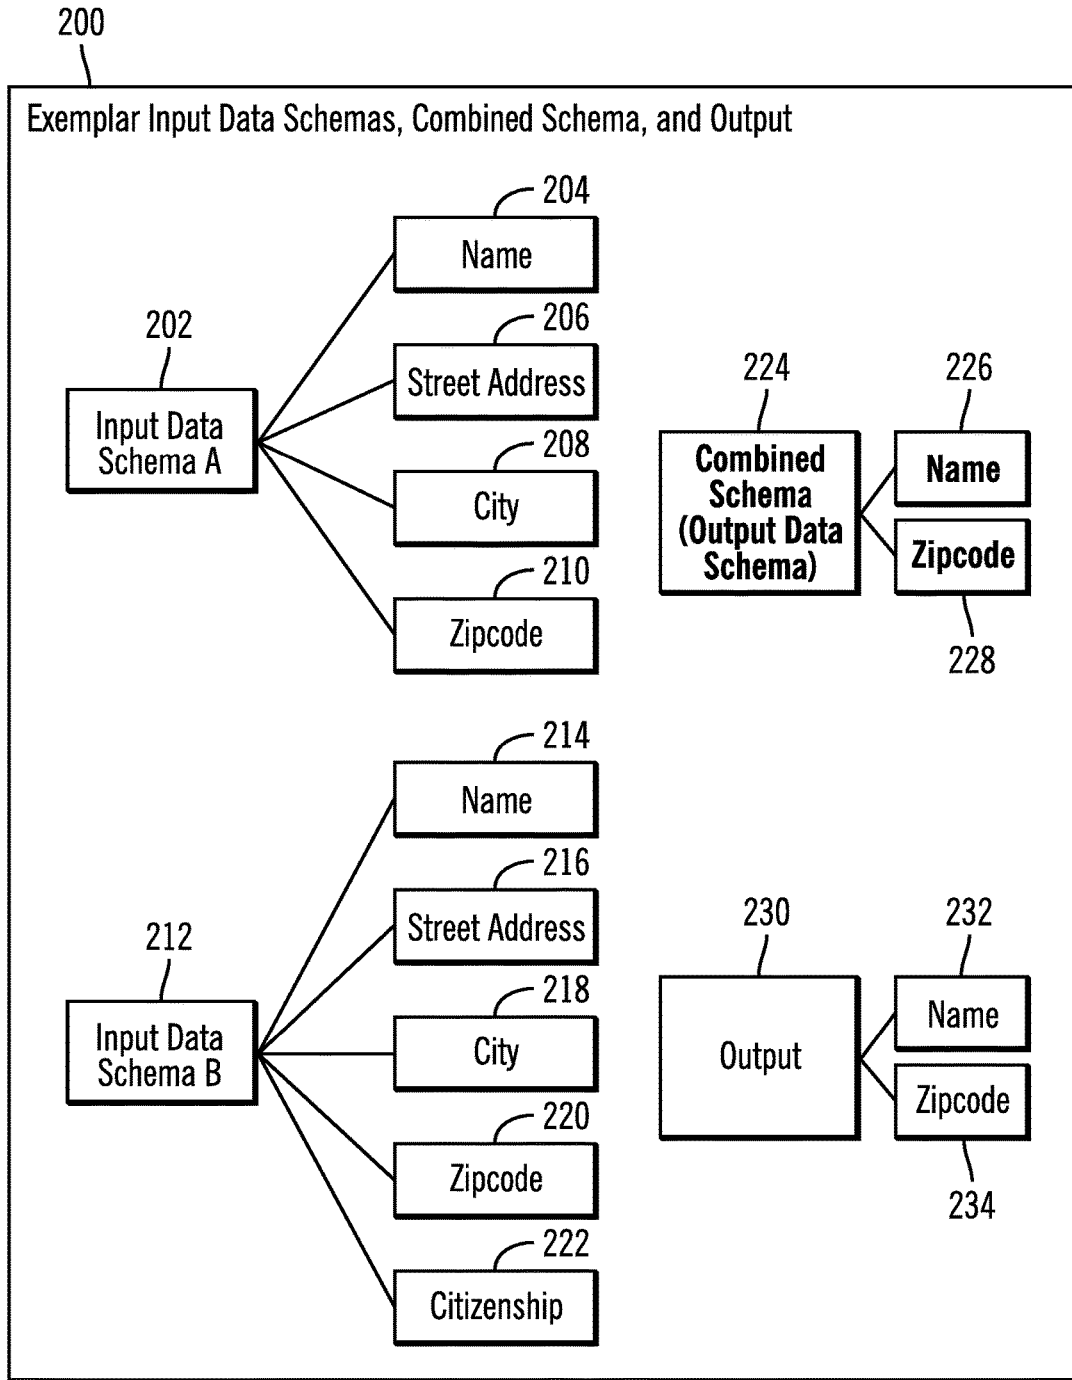 200
Exemplar Input Data Schemas, Combined Schema, and Output
204
Name
206
Street Address
202
Input Data
Schema A
208
City
210
Zipcode
224
Combined
Schema
(Output Data
Schema)
226
Name
Zipcode
228
214
Name
216
Street Address
212
Input Data
Schema B
218
City
220
Zipcode
222
Citizenship
230
Output
232
Name
Zipcode
234